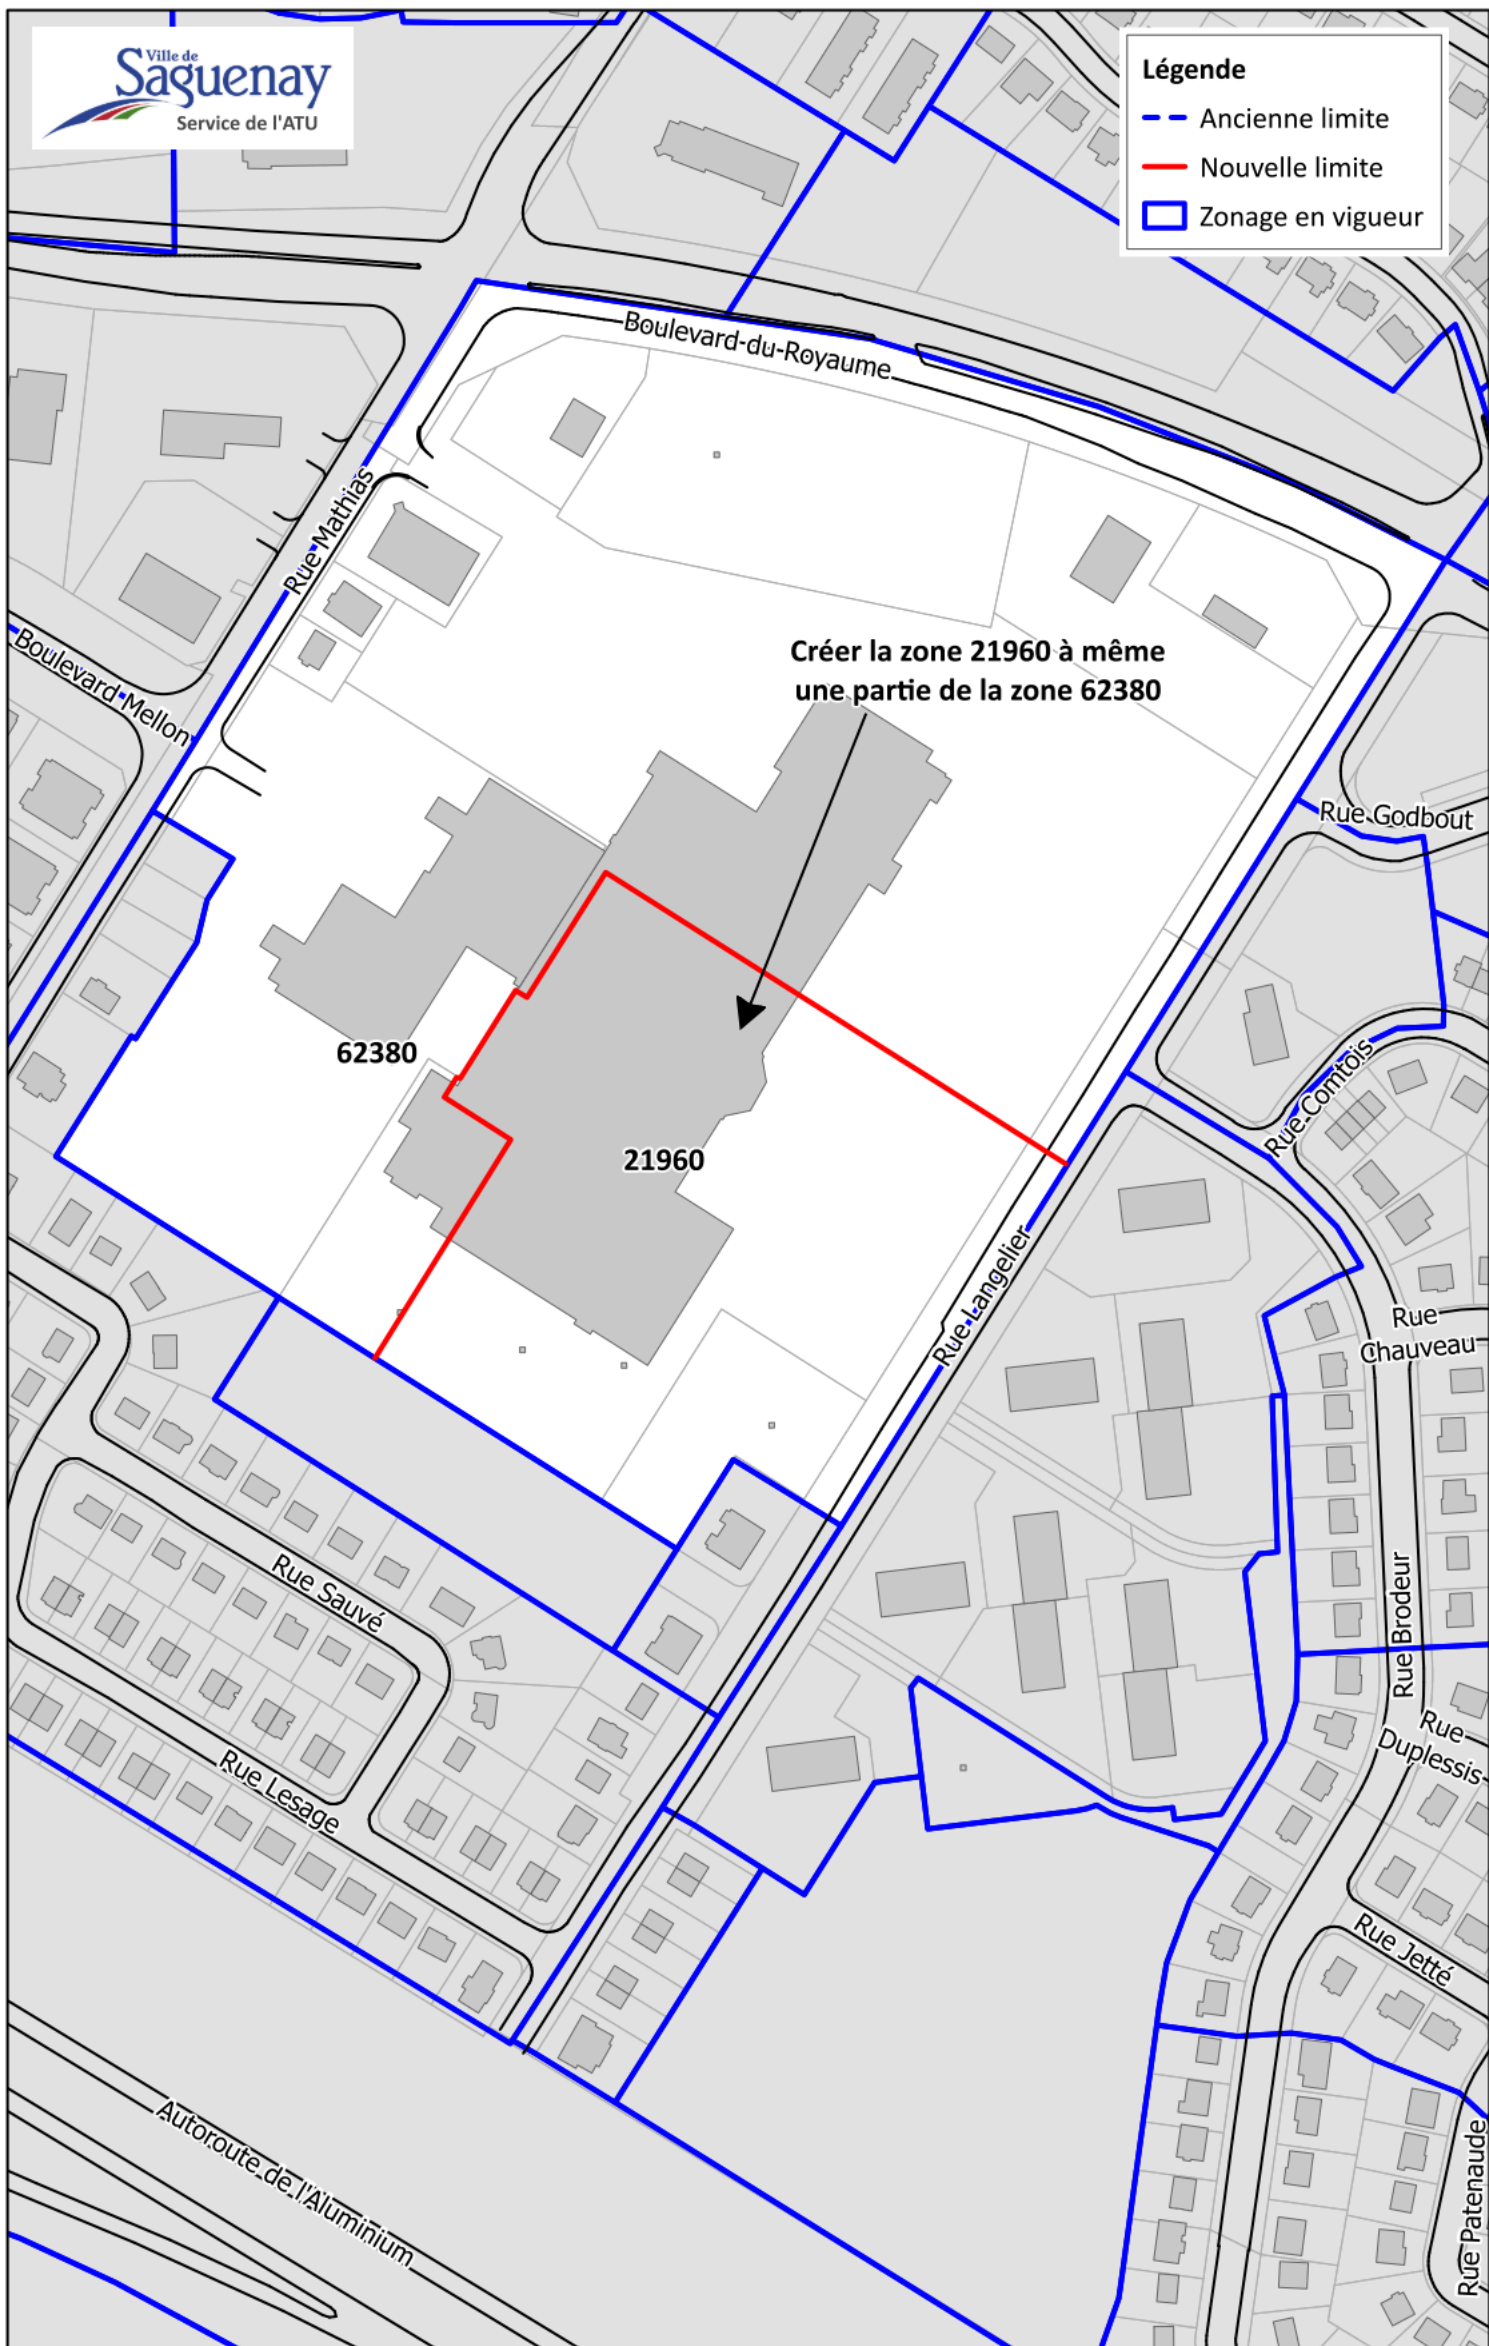 Ville de
Saguenay
Service de l'ATU
Légende
Ancienne limite
Nouvelle limite
Zonage en vigueur
Boulevard-du-Royaume
Rue Mathias
Boulevard-Mellon
Créer la zone 21960 à même
une partie de la zone 62380
Rue Godbout
62380
Rue-Comtois
21960
Rue-Langelier
Rue
Chauveau
Rue Sauvé
Rue Brodeur
Rue Lesage
Rue
Duplessis
Rue Jetté
Autoroute de l'Aluminium
Rue Patenaude